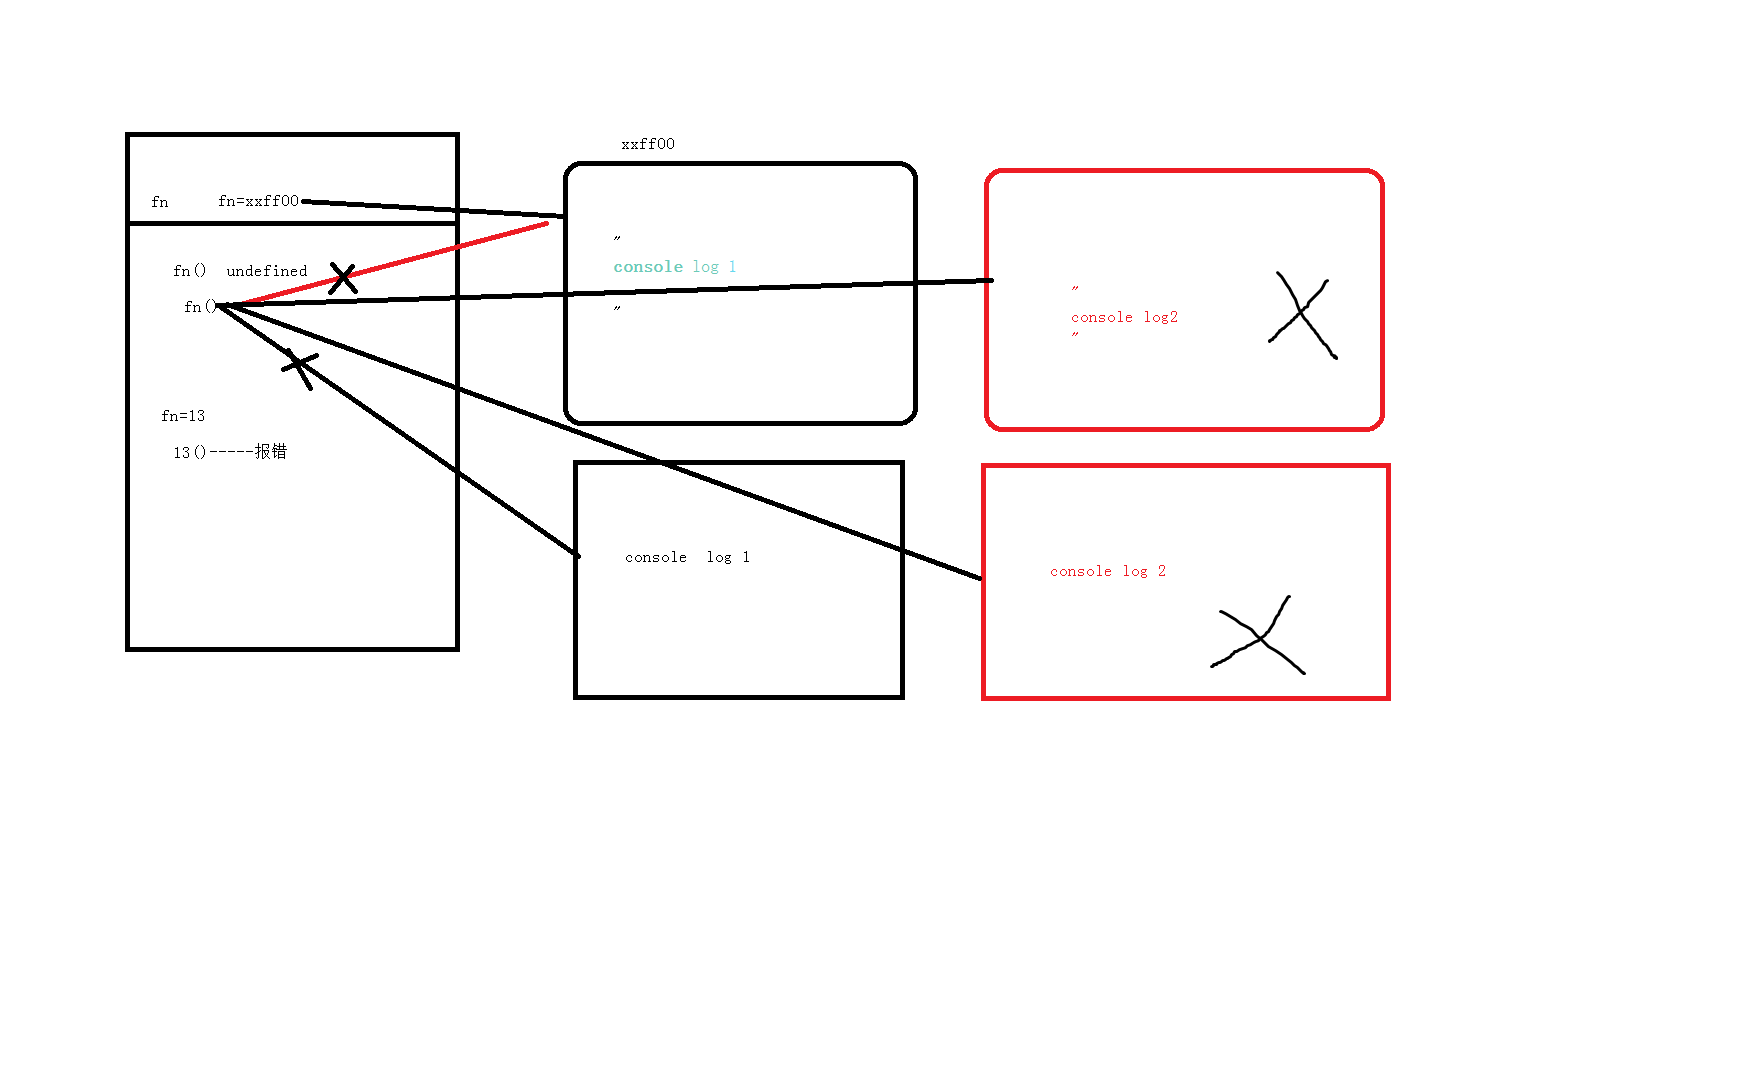 xxff00
fn fn=xxff00
fn() undefined
fn()
fn=13
13()-----报错
"
console log 1
"
"
console log2
"
console log 1
console log 2